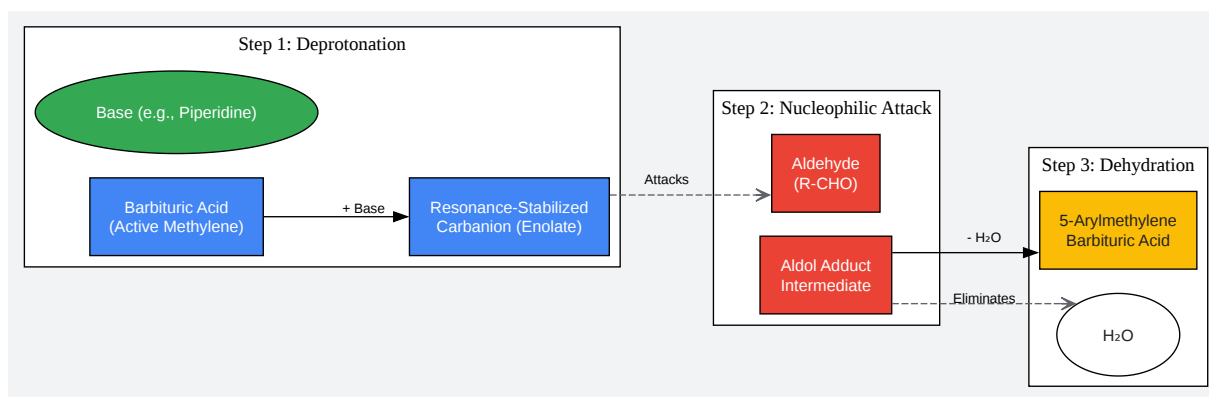 Step 1: Deprotonation
Base (e.g., Piperidine)
Barbituric Acid
(Active Methylene)
+ Base
Resonance-Stabilized
Carbanion (Enolate)
Attacks
Step 2: Nucleophilic Attack
Aldehyde
(R-CHO)
Aldol Adduct
Intermediate
- H₂O
Eliminates
Step 3: Dehydration
5-Arylmethylene
Barbituric Acid
H₂O